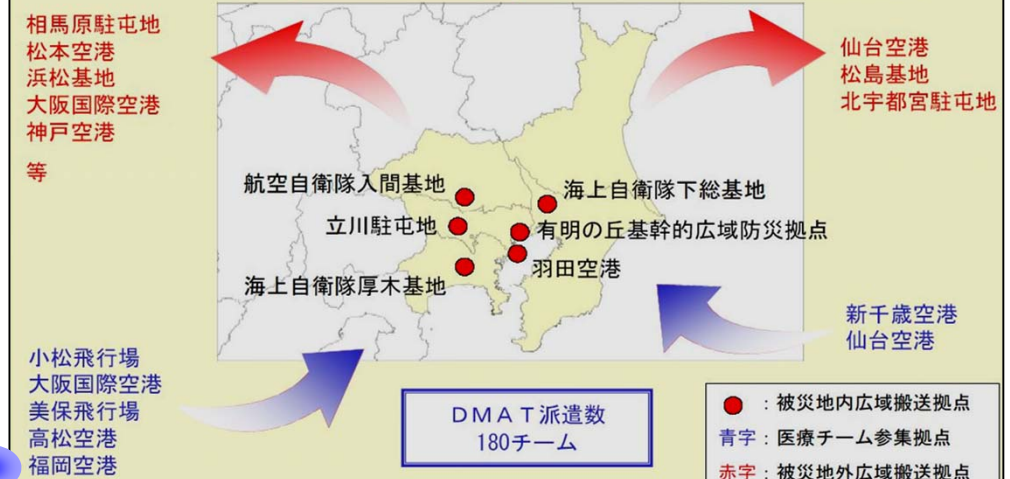 相馬原駐屯地
松本空港
浜松基地
大阪国際空港
神戸空港
等
仙台空港
松島基地
北宇都宮駐屯地
航空自衛隊入間基地
海上自衛隊下総基地
立川駐屯地
有明の丘基幹的広域防災拠点
羽田空港
海上自衛隊厚木基地
新千歳空港
仙台空港
小松飛行場
大阪国際空港
美保飛行場
高松空港
福岡空港
DMAT派遣数
180チーム
：被災地内広域搬送拠点
青字：医療チーム参集拠点
赤字：被災地外広域搬送拠点